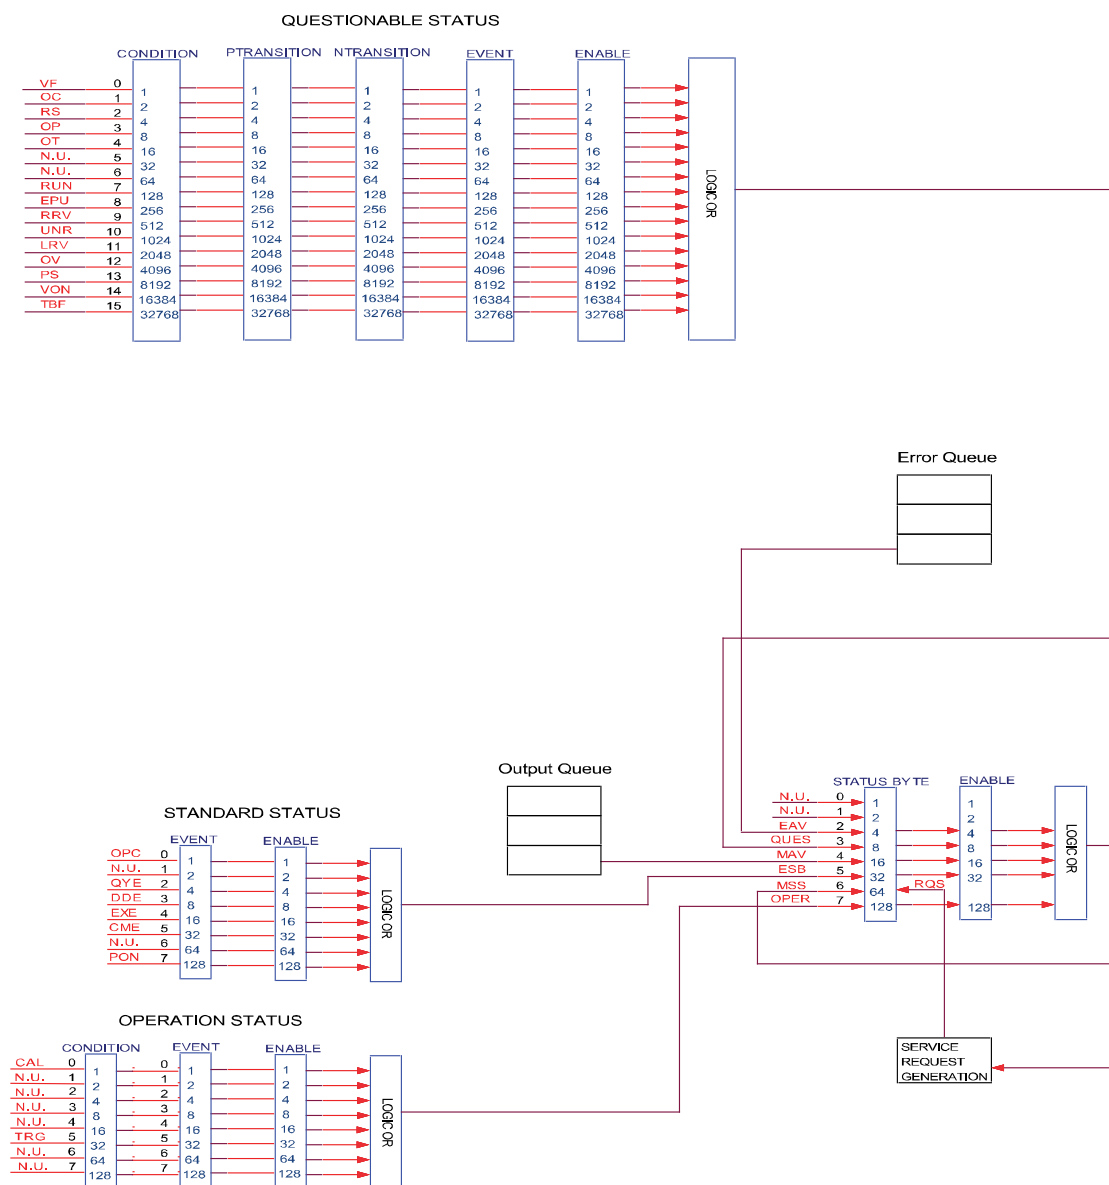 QUESTIONABLE STATUS
CONDITION PTRANSITION NTRANSITION EVENT ENABLE
VF 0 1 1 1 1 1
OC 1 2 2 2 2 2
RS 2 4 4 4 4 4
OP 3 8 8 8 8 8
OT 4 16 16 16 16 16
N.U. 5 32 32 32 32 32
N.U. 6 64 64 64 64 64
RUN 7 128 128 128 128 128
EPU 8 256 256 256 256 256
RRV 9 512 512 512 512 512
UNR 10 1024 1024 1024 1024 1024
LRV 11 2048 2048 2048 2048 2048
OV 12 4096 4096 4096 4096 4096
PS 13 8192 8192 8192 8192 8192
VON 14 16384 16384 16384 16384 16384
TBF 15 32768 32768 32768 32768 32768
LOGIC OR
Error Queue
Output Queue
STATUS BYTE ENABLE
N.U. 0 1 1
N.U. 1 2 2
EAV 2 4 4
QUES 3 8 8
MAV 4 16 16
ESB 5 32 32
MSS 6 64 RQS
OPER 7 128 128
LOGIC OR
STANDARD STATUS
EVENT ENABLE
OPC 0 1 1
N.U. 1 2 2
QYE 2 4 4
DDE 3 8 8
EXE 4 16 16
CME 5 32 32
N.U. 6 64 64
PON 7 128 128
LOGIC OR
OPERATION STATUS
CONDITION EVENT ENABLE
CAL 0 1 0 1 1
N.U. 1 2 1 2 2
N.U. 2 4 2 4 4
N.U. 3 8 3 8 8
N.U. 4 16 4 16 16
TRG 5 32 5 32 32
N.U. 6 64 6 64 64
N.U. 7 128 7 128 128
LOGIC OR
SERVICE
REQUEST
GENERATION